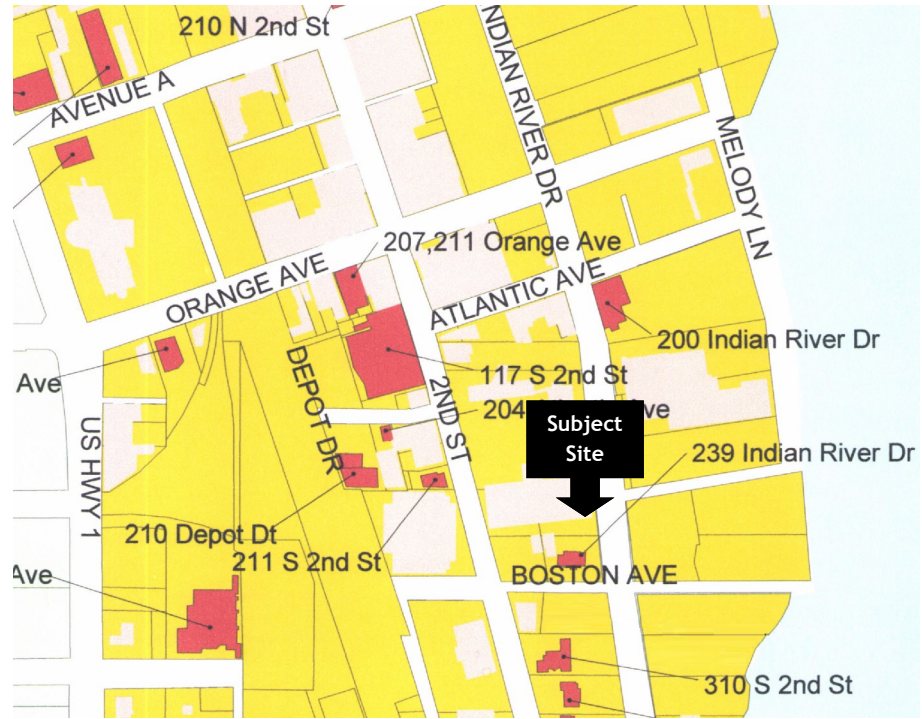 210 N 2nd St
INDIAN RIVER DR
AVENUE A
MELODY LN
207,211 Orange Ave
ORANGE AVE
ATLANTIC AVE
200 Indian River Dr
DEPOT DR
Ave
117 S 2nd St
2ND ST
204
ve
Subject
Site
US HWY 1
239 Indian River Dr
210 Depot Dt
211 S 2nd St
Ave
BOSTON AVE
310 S 2nd St